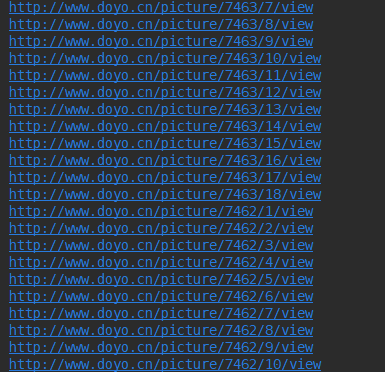 http://www.doyo.cn/picture/7463/7/view
http://www.doyo.cn/picture/7463/8/view
http://www.doyo.cn/picture/7463/9/view
http://www.doyo.cn/picture/7463/10/view
http://www.doyo.cn/picture/7463/11/view
http://www.doyo.cn/picture/7463/12/view
http://www.doyo.cn/picture/7463/13/view
http://www.doyo.cn/picture/7463/14/view
http://www.doyo.cn/picture/7463/15/view
http://www.doyo.cn/picture/7463/16/view
http://www.doyo.cn/picture/7463/17/view
http://www.doyo.cn/picture/7463/18/view
http://www.doyo.cn/picture/7462/1/view
http://www.doyo.cn/picture/7462/2/view
http://www.doyo.cn/picture/7462/3/view
http://www.doyo.cn/picture/7462/4/view
http://www.doyo.cn/picture/7462/5/view
http://www.doyo.cn/picture/7462/6/view
http://www.doyo.cn/picture/7462/7/view
http://www.doyo.cn/picture/7462/8/view
http://www.doyo.cn/picture/7462/9/view
http://www.doyo.cn/picture/7462/10/view